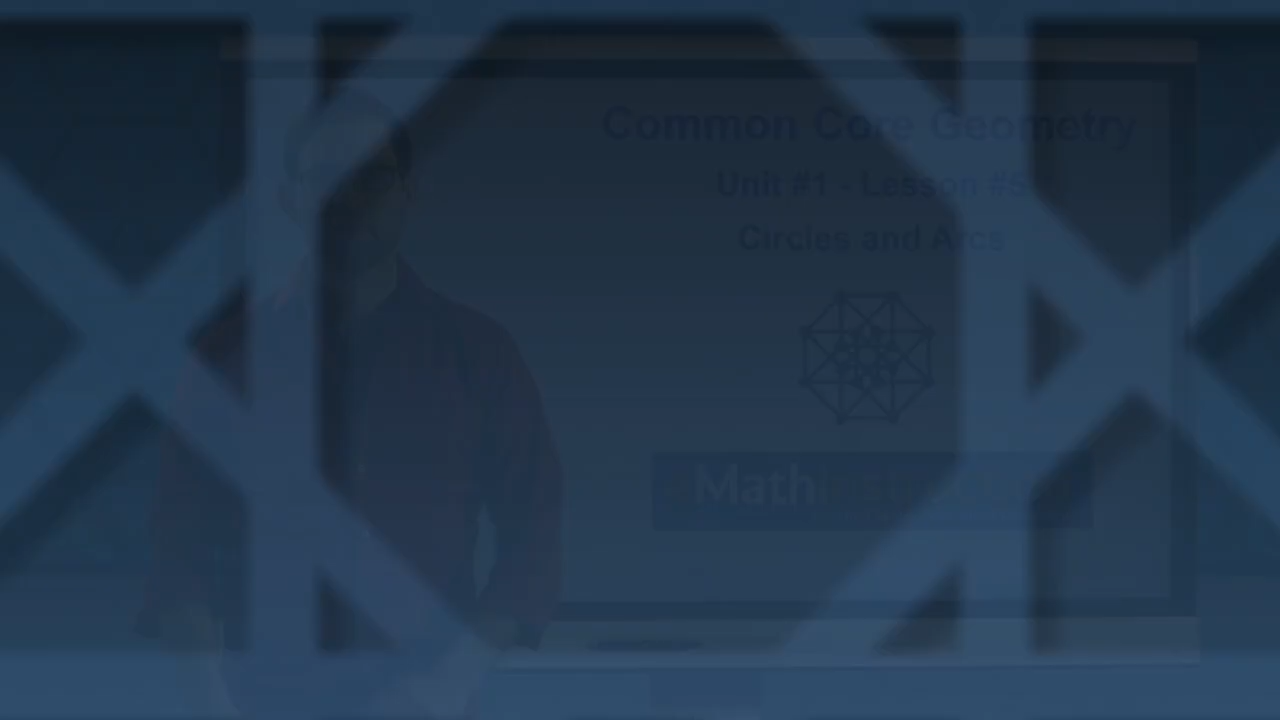 Common Core Geometry
Unit #1 - Lesson #5
Circles and Arcs
Math